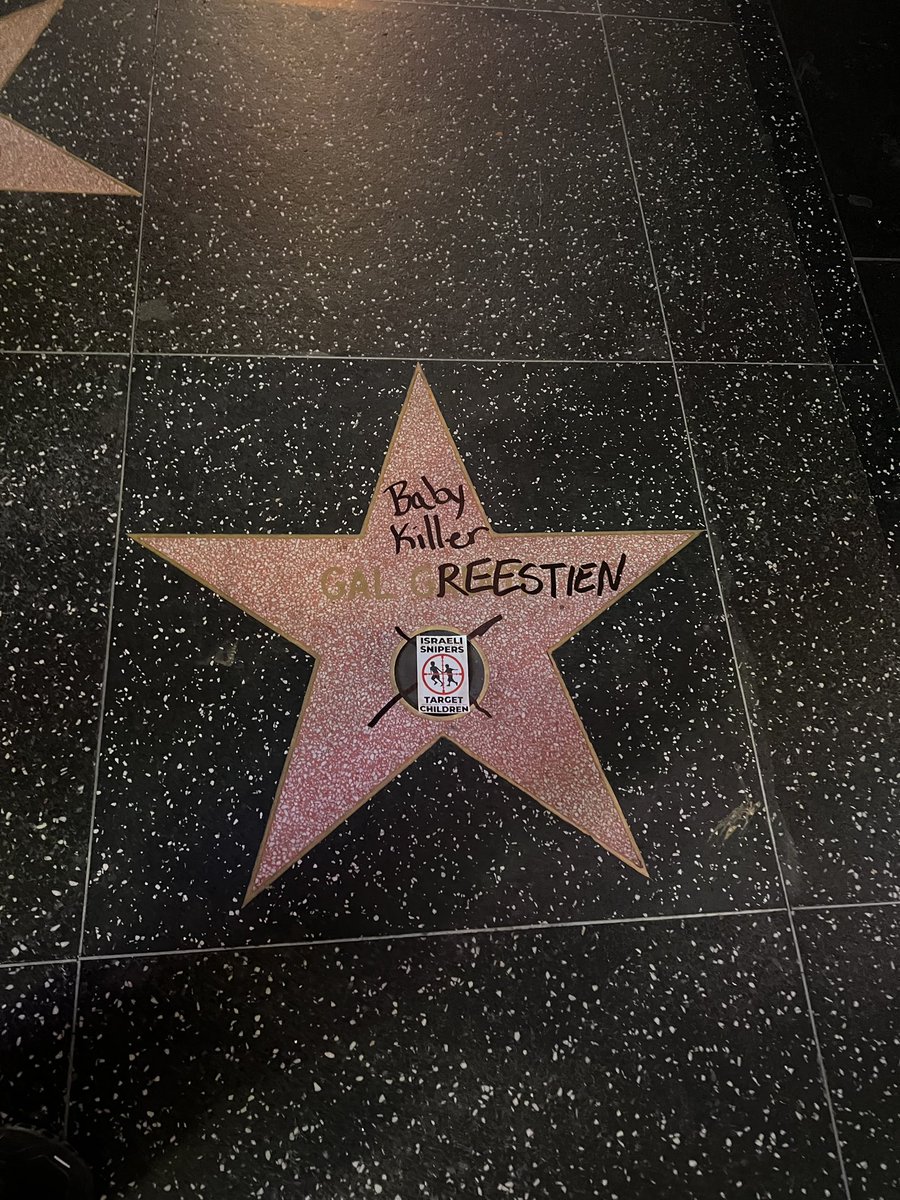 Baby
Killer
GAL GREESTIEN
ISRAELI
SNIPERS
TARGET
CHILDREN